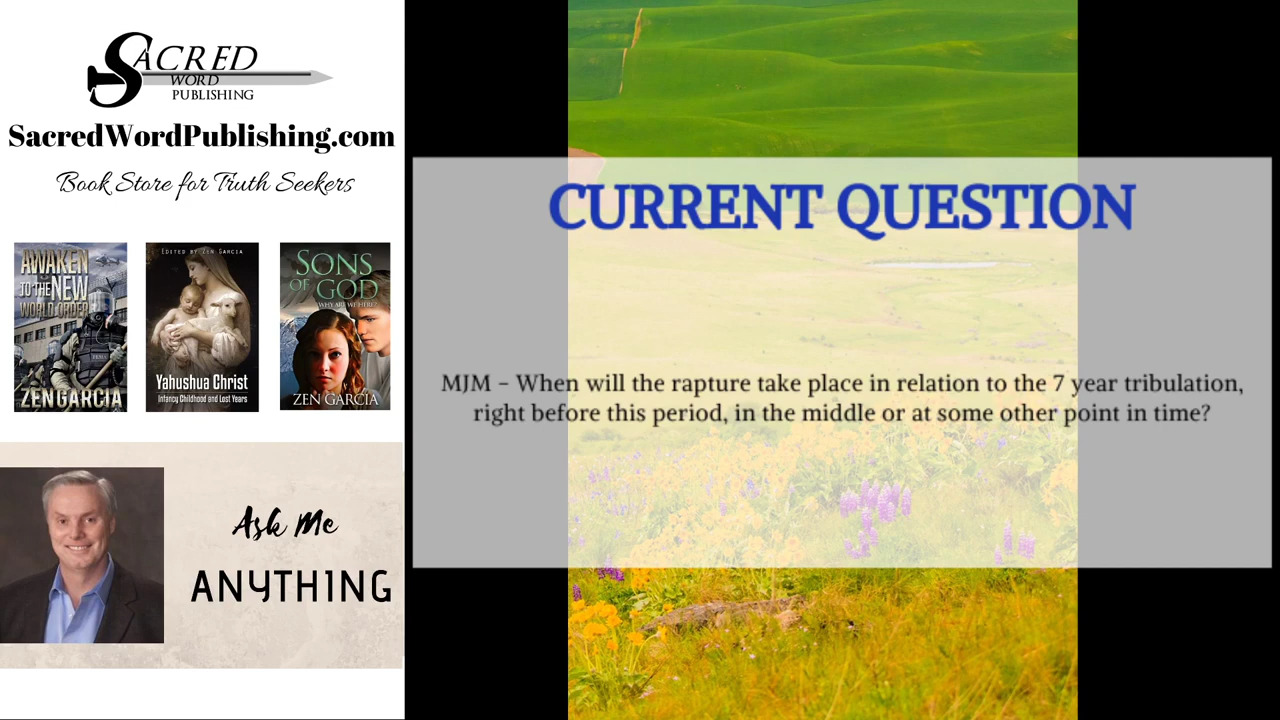 SACRED
WORD
PUBLISHING
SacredWordPublishing.com
Book Store for Truth Seekers
AWAKEN
TO THE NEW
WORLD ORDER
ZEN GARCIA
EDITED BY ZEN GARCIA
Yahushua Christ
Infancy Childhood and Lost Years
SONS
OF GOD
WHY ARE WE HERE?
ZEN GARCIA
Ask Me
ANYTHING
CURRENT QUESTION
MJM – When will the rapture take place in relation to the 7 year tribulation,
right before this period, in the middle or at some other point in time?